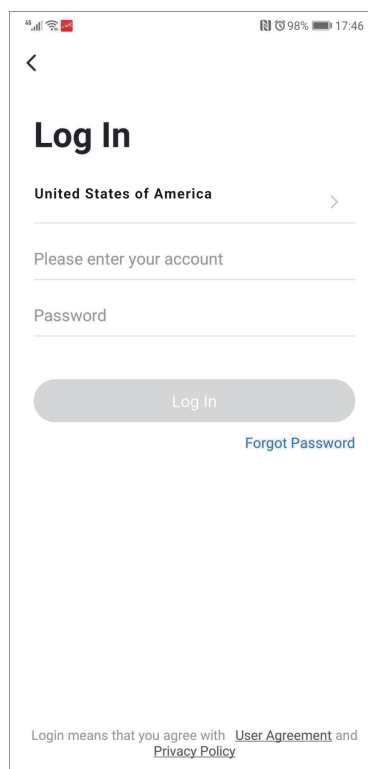 46 98% 17:46
Log In
United States of America
Please enter your account
Password
Log In
Forgot Password
Login means that you agree with User Agreement and
Privacy Policy